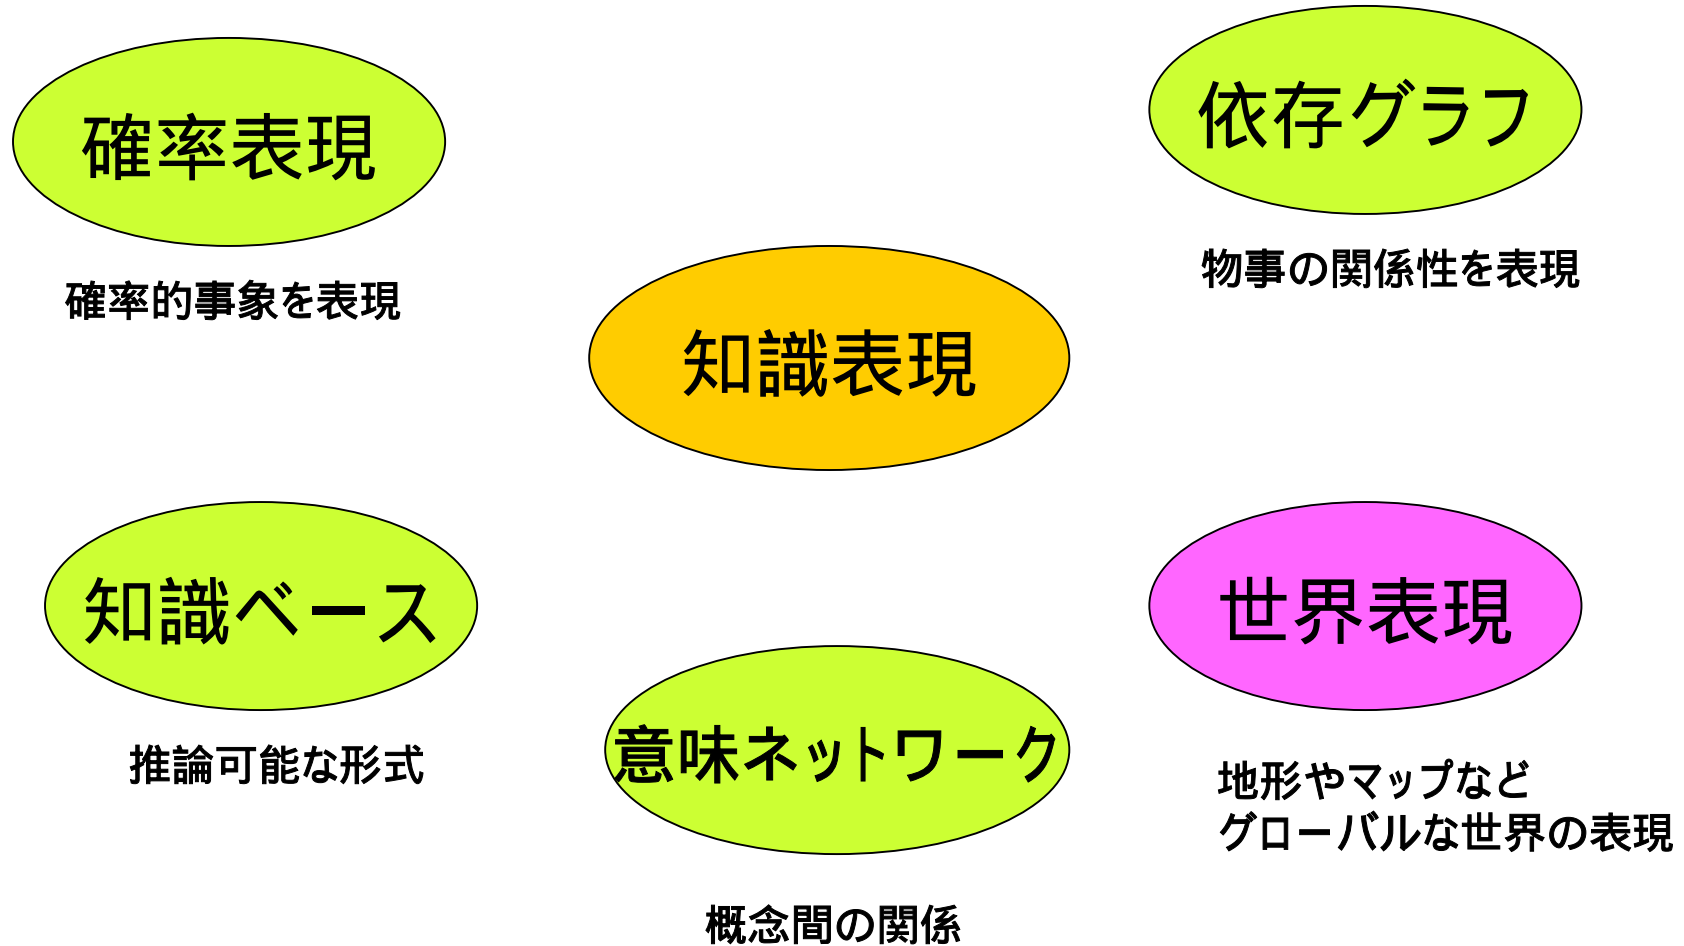 確率表現
確率的事象を表現
依存グラフ
物事の関係性を表現
知識表現
知識ベース
推論可能な形式
意味ネットワーク
概念間の関係
世界表現
地形やマップなど
グローバルな世界の表現